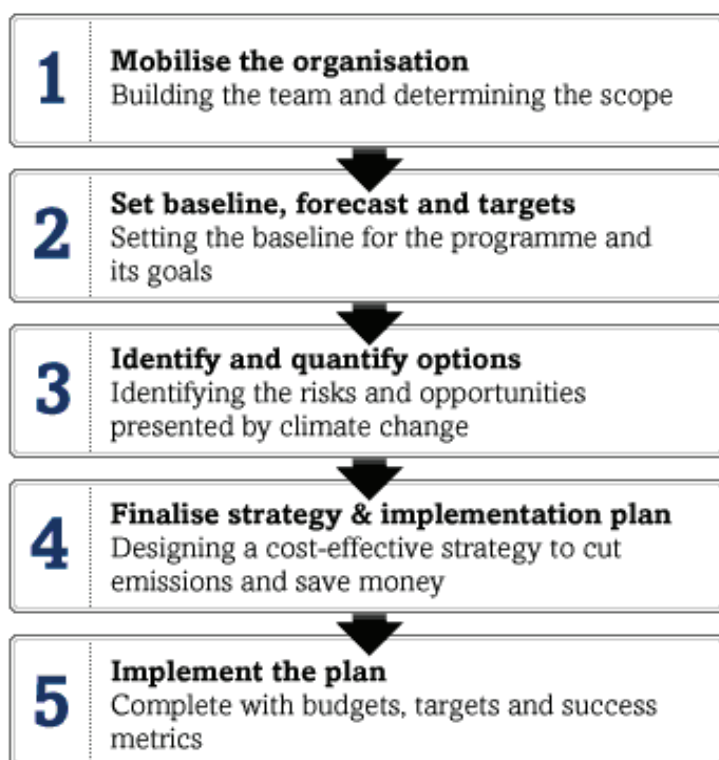 1
Mobilise the organisation
Building the team and determining the scope
2
Set baseline, forecast and targets
Setting the baseline for the programme and
its goals
3
Identify and quantify options
Identifying the risks and opportunities
presented by climate change
4
Finalise strategy & implementation plan
Designing a cost-effective strategy to cut
emissions and save money
5
Implement the plan
Complete with budgets, targets and success
metrics